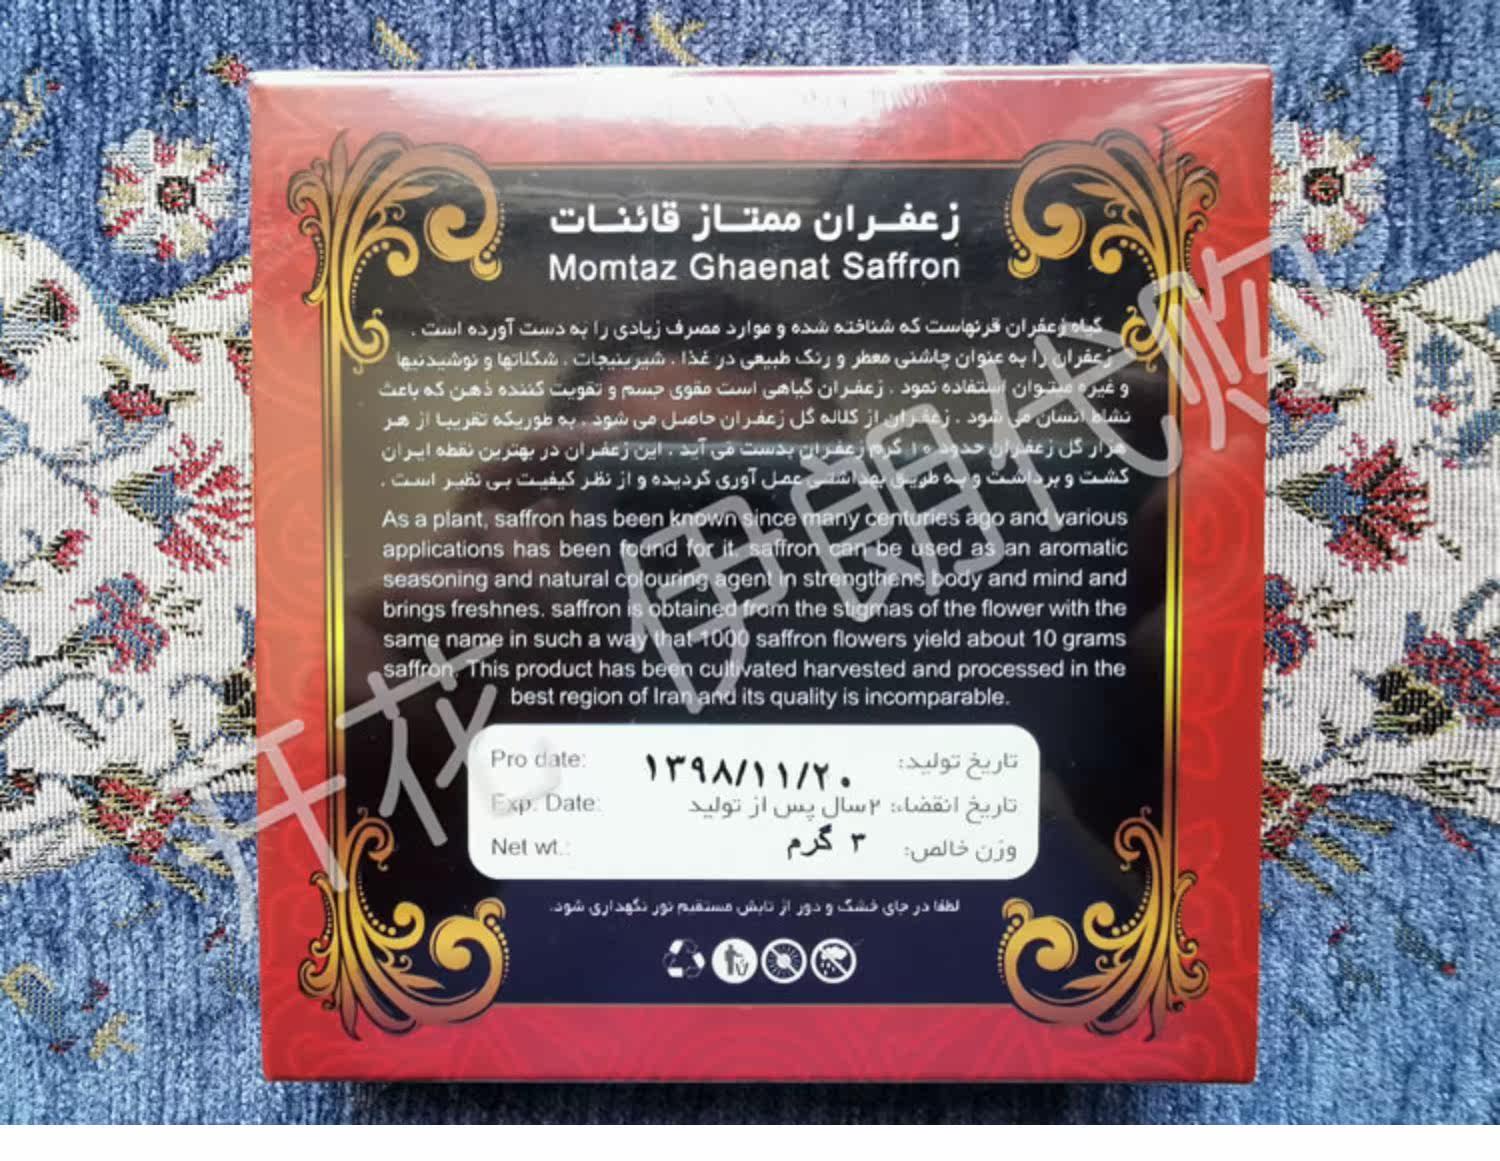 زعفران ممتاز قائنات
Momtaz Ghaenat Saffron
گیاه زعفران قرنهاست که شناخته شده و موارد مصرف زیادی را به دست آورده است .
زعفران را به عنوان چاشنی معطر و رنگ طبیعی در غذا ، شیرینیجات ، شکلاتها و نوشیدنیها
و غیره میتوان استفاده نمود . زعفران گیاهی است مقوی جسم و تقویت کننده ذهن که باعث
نشاط انسان می شود . زعفران از کلاله گل زعفران حاصل می شود . به طوریکه تقریبا از هر
هزار گل زعفران حدود ۱۰ گرم زعفران بدست می آید . این زعفران در بهترین نقطه ایران
کشت و برداشت و به طریق بهداشتی عمل آوری گردیده و از نظر کیفیت بی نظیر است .
As a plant, saffron has been known since many centuries ago and various
applications has been found for it. saffron can be used as an aromatic
seasoning and natural colouring agent in strengthens body and mind and
brings freshnes. saffron is obtained from the stigmas of the flower with the
same name in such a way that 1000 saffron flowers yield about 10 grams
saffron. This product has been cultivated harvested and processed in the
best region of Iran and its quality is incomparable.
Pro date: ۱۳۹۸/۱۱/۲۰ تاریخ تولید:
Exp. Date: تاریخ انقضاء: ۲سال پس از تولید
Net wt.: وزن خالص: ۳ گرم
لطفا در جای خشک و دور از تابش مستقیم نور نگهداری شود.
开花 伊朗代购